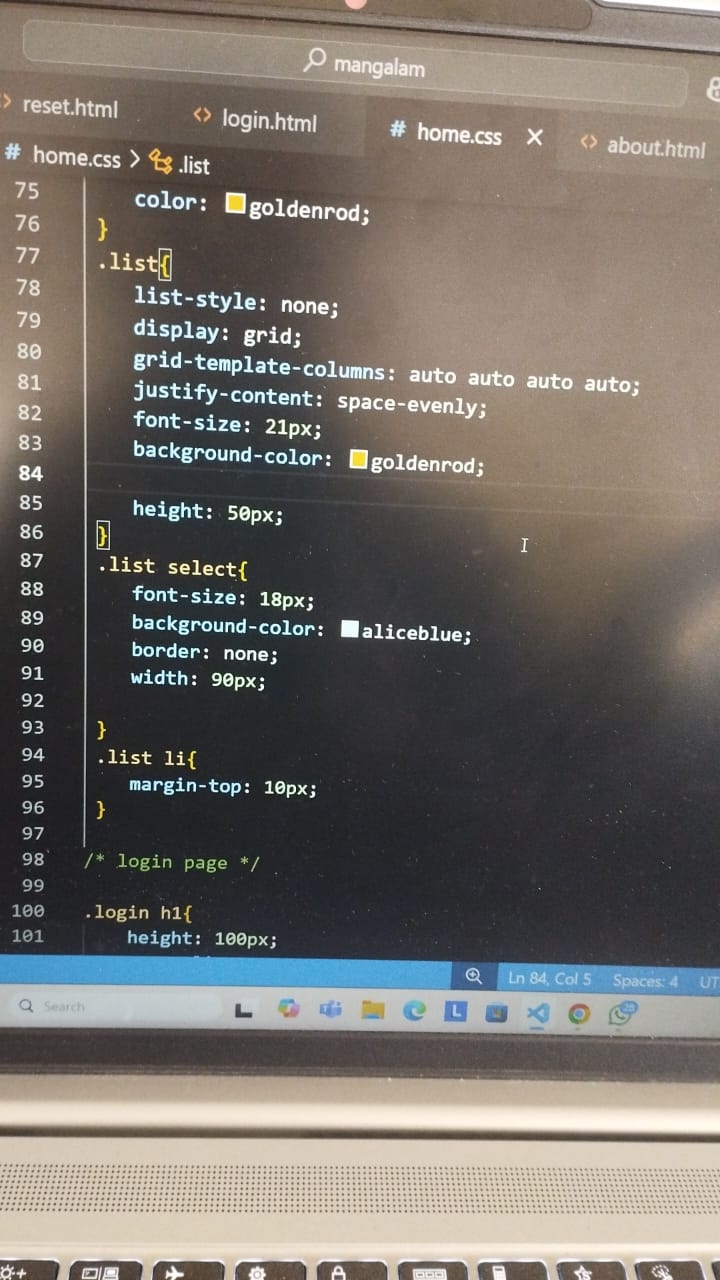 mangalam
reset.html
login.html
# home.css
about.html
# home.css > .list
75 color: goldenrod;
76 }
77 .list{
78 list-style: none;
79 display: grid;
80 grid-template-columns: auto auto auto auto;
81 justify-content: space-evenly;
82 font-size: 21px;
83 background-color: goldenrod;
84
85 height: 50px;
86 }
87 .list select{
88 font-size: 18px;
89 background-color: aliceblue;
90 border: none;
91 width: 90px;
92
93 }
94 .list li{
95 margin-top: 10px;
96 }
97
98 /* login page */
99
100 .login h1{
101 height: 100px;
Ln 84, Col 5 Spaces: 4 UT
Search